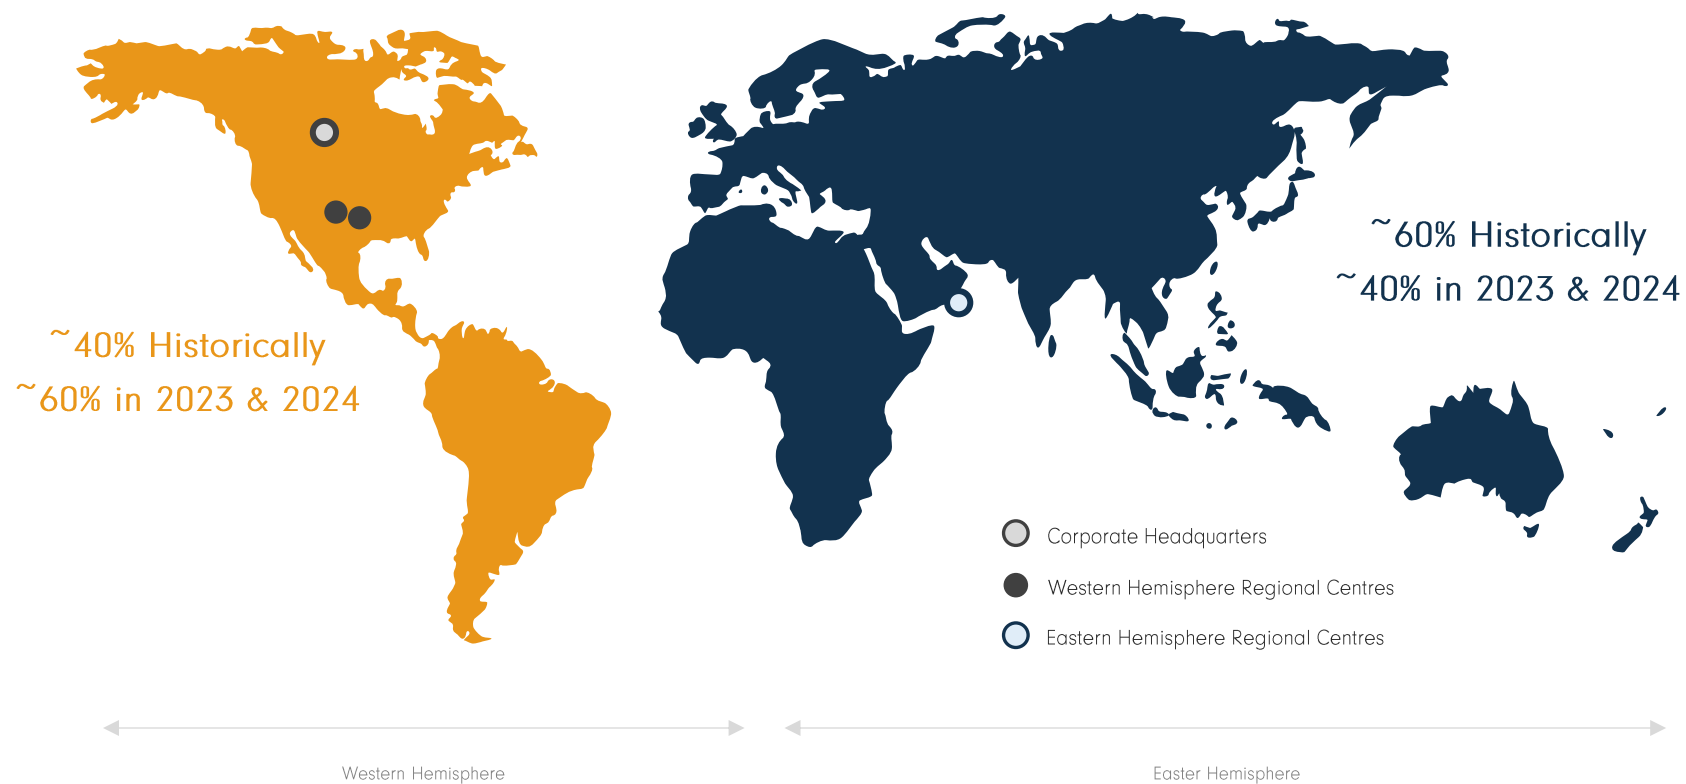 ~60% Historically
~40% in 2023 & 2024
~40% Historically
~60% in 2023 & 2024
Corporate Headquarters
Western Hemisphere Regional Centres
Eastern Hemisphere Regional Centres
Western Hemisphere
Easter Hemisphere